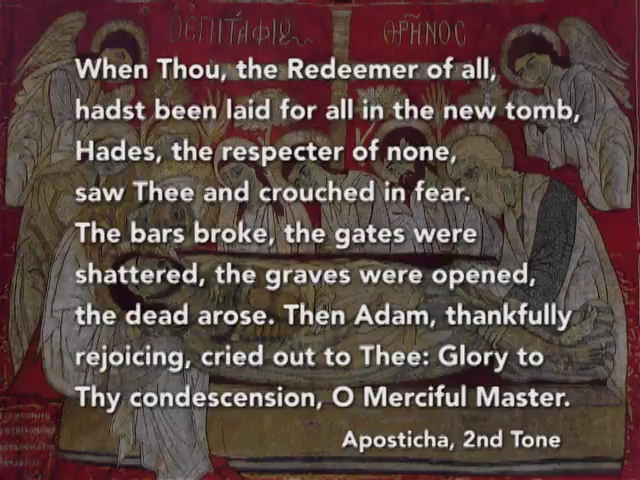 Ο ΕΠΙΤΑΦΙΟΣ ΘΡΗΝΟΣ
When Thou, the Redeemer of all,
hadst been laid for all in the new tomb,
Hades, the respecter of none,
saw Thee and crouched in fear.
The bars broke, the gates were
shattered, the graves were opened,
the dead arose. Then Adam, thankfully
rejoicing, cried out to Thee: Glory to
Thy condescension, O Merciful Master.
Aposticha, 2nd Tone